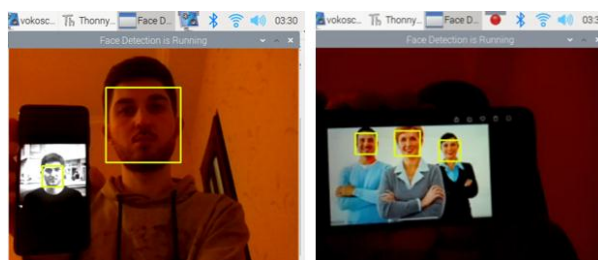 vokosc... Thonny... Face D... 03:30
Face Detection is Running
vokosc... Thonny... Face D...
Face Detection is Running